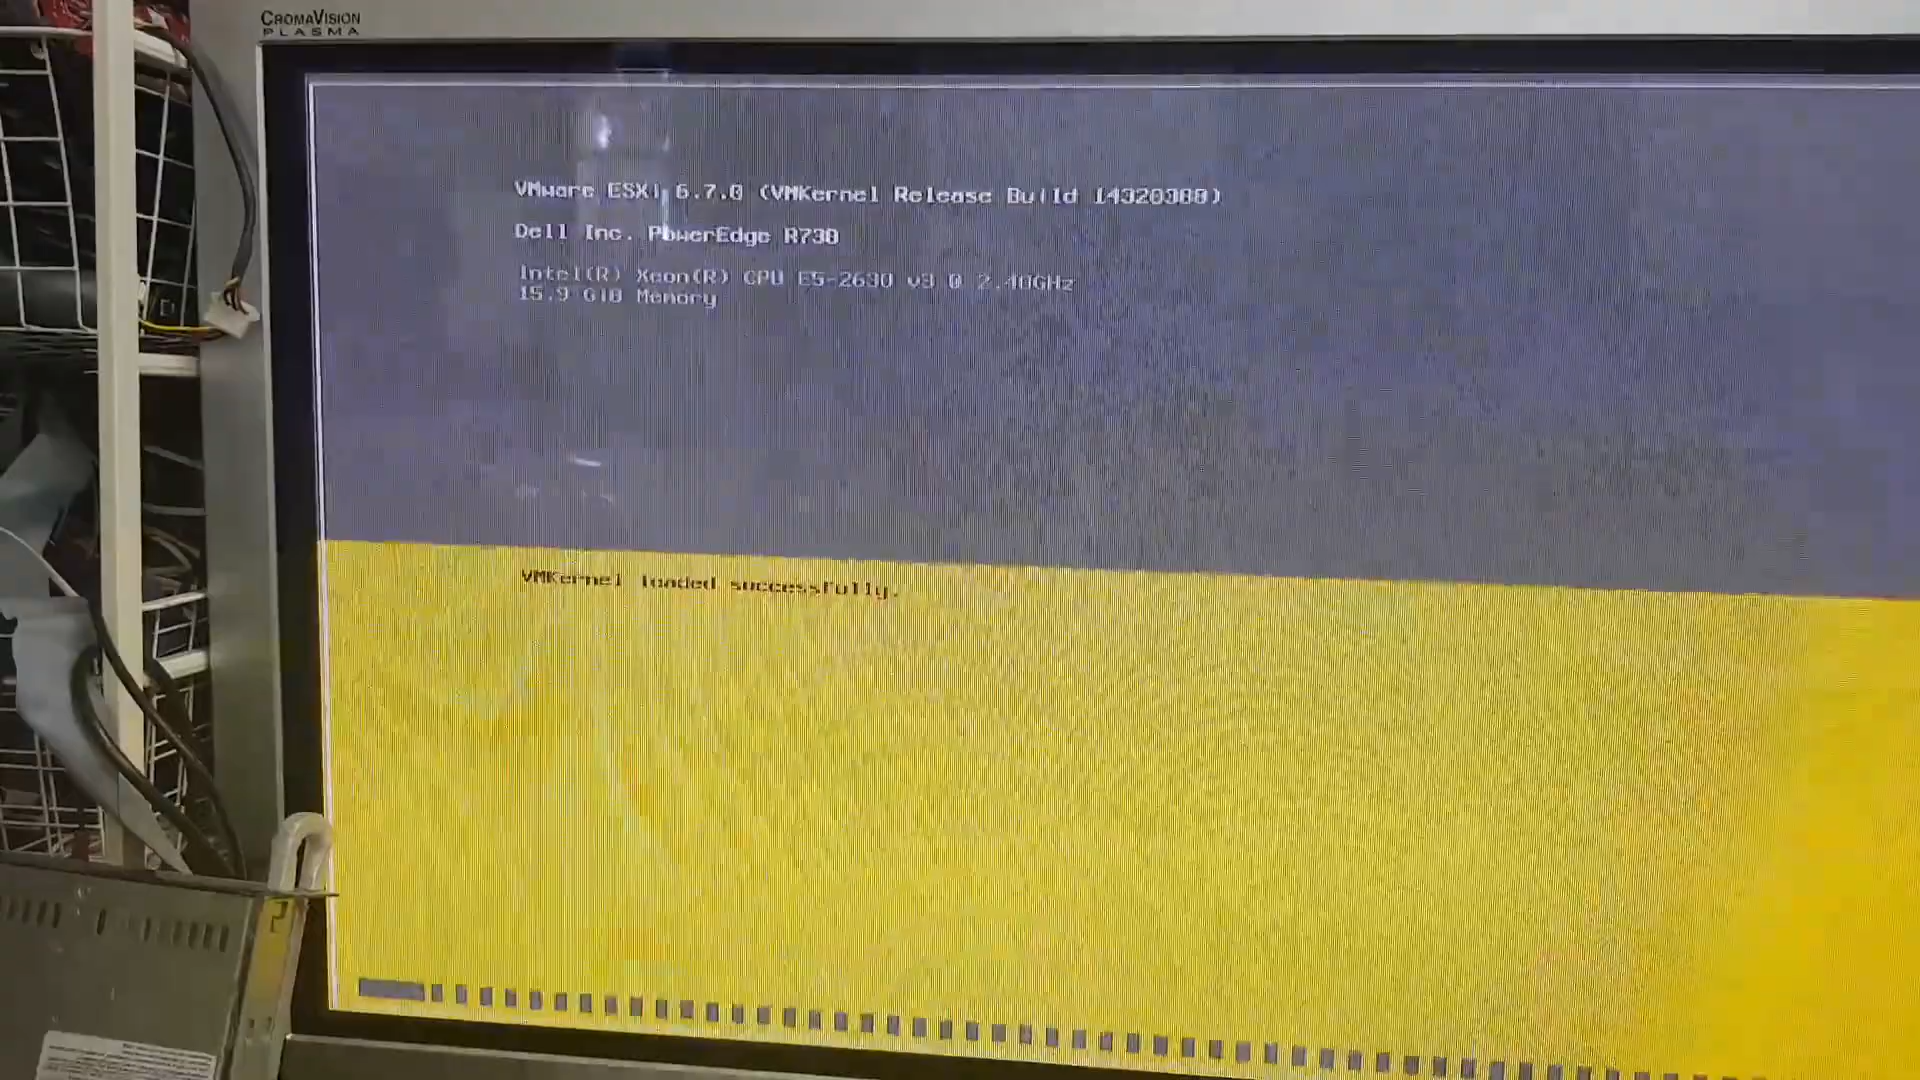 CROMAVISION
PLASMA
VMware ESXi 6.7.0 (VMKernel Release Build 14320388)
Dell Inc. PowerEdge R730
Intel(R) Xeon(R) CPU E5-2630 v3 @ 2.40GHz
15.9 GiB Memory
VMKernel loaded successfully.